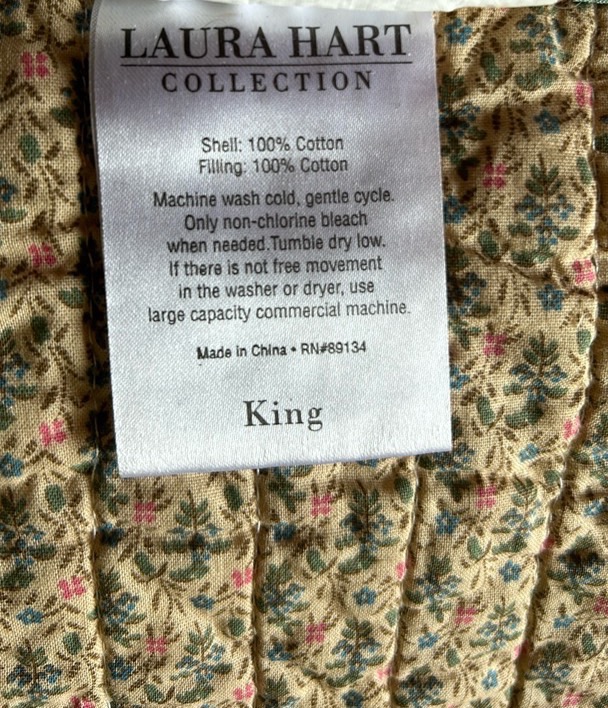 LAURA HART
COLLECTION
Shell: 100% Cotton
Filling: 100% Cotton
Machine wash cold, gentle cycle.
Only non-chlorine bleach
when needed.Tumble dry low.
If there is not free movement
in the washer or dryer, use
large capacity commercial machine.
Made in China • RN#89134
King